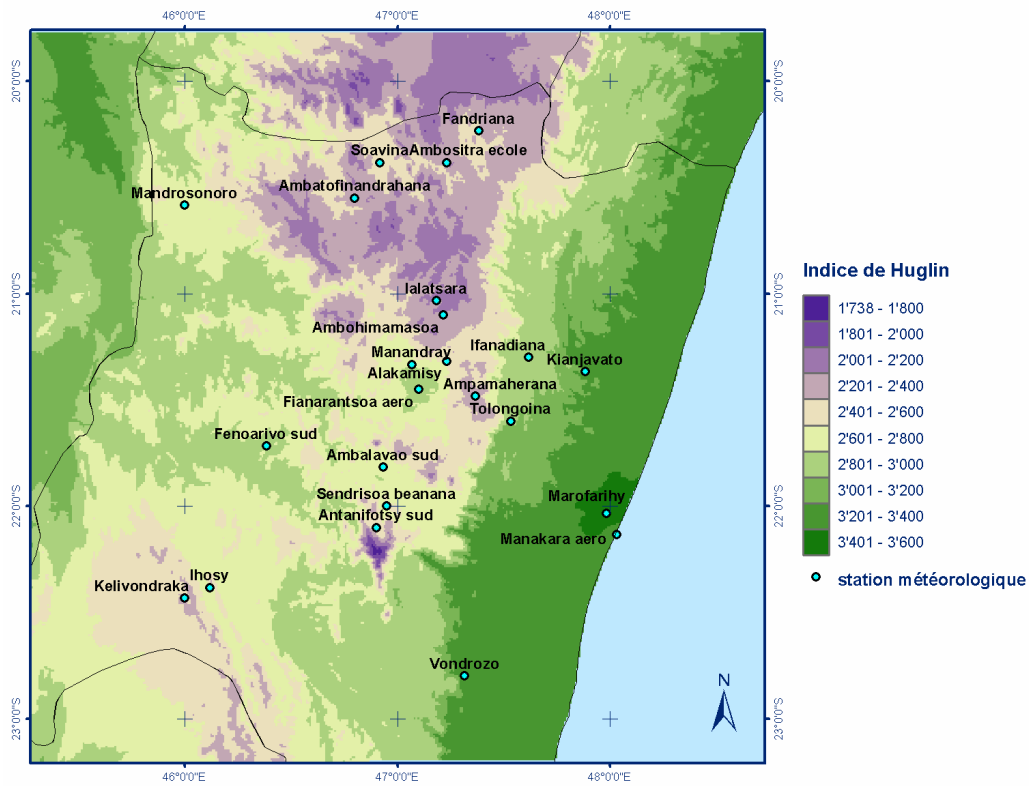 46°0'0"E 47°0'0"E 48°0'0"E
20°0'0"S 20°0'0"S
Fandriana
Soavina Ambositra ecole
Ambatofinandrahana
Mandrosonoro
21°0'0"S 21°0'0"S
Ialatsara
Ambohimamasoa
Ifanadiana
Manandray
Kianjavato
Alakamisy
Ampamaherana
Fianarantsoa aero
Tolongoina
Fenoarivo sud
Ambalavao sud
Sendrisoa beanana
Marofarihy
22°0'0"S 22°0'0"S
Antanifotsy sud
Manakara aero
Ihosy
Kelivondraka
Vondrozo
23°0'0"S 23°0'0"S
46°0'0"E 47°0'0"E 48°0'0"E
N
Indice de Huglin
1'738 - 1'800
1'801 - 2'000
2'001 - 2'200
2'201 - 2'400
2'401 - 2'600
2'601 - 2'800
2'801 - 3'000
3'001 - 3'200
3'201 - 3'400
3'401 - 3'600
station météorologique